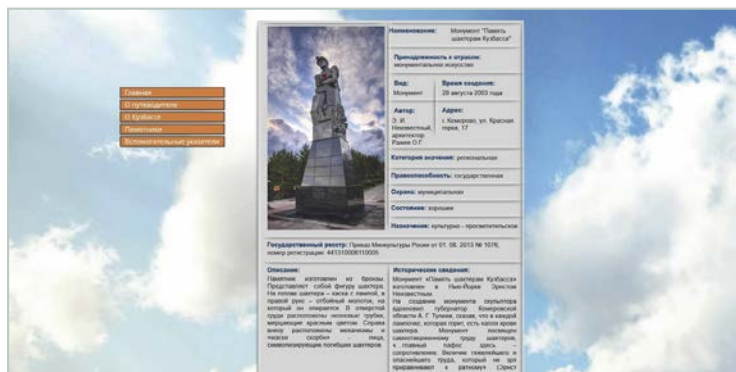 Главная
О путеводителе
О Кузбассе
Памятники
Вспомогательные указатели
Наименование: Монумент "Память
шахтерам Кузбасса"
Принадлежность к отрасли:
монументальное искусство
Вид:
Монумент
Время создания:
28 августа 2003 года
Автор:
Э. И.
Неизвестный,
архитектор
Ражев О.Г.
Адрес:
г. Кемерово, ул. Красная
горка, 17
Категория значения: региональная
Правоспособность: государственная
Охрана: муниципальная
Состояние: хорошее
Назначение: культурно - просветительское
Государственный реестр: Приказ Минкультуры Росии от 01. 08. 2013 № 1076,
номер регистрации: 441310006110005
Описание:
Памятник изготовлен из бронзы.
Представляет собой фигуру шахтера.
На голове шахтера – каска с лампой, в
правой руке – отбойный молоток, на
который он опирается. В отверстой
груди расположены неоновые трубки,
мерцающие красным цветом. Справа
внизу расположены механизмы и
«маски скорби» - лица,
символизирующие погибших шахтеров.
Исторические сведения:
Монумент «Память шахтерам Кузбасса»
изготовлен в Нью-Йорке Эрнстом
Неизвестным.
На создание монумента скульптора
вдохновил губернатор Кемеровской
области А. Г. Тулеев, сказав, что в каждой
лампочке, которая горит, есть капля крови
шахтера. Монумент посвящен
самоотверженному труду шахтеров,
а главный пафос здесь –
сопротивление. Величие тяжелейшего и
опаснейшего труда, который не зря
приравнивают к ратному» (Эрнст